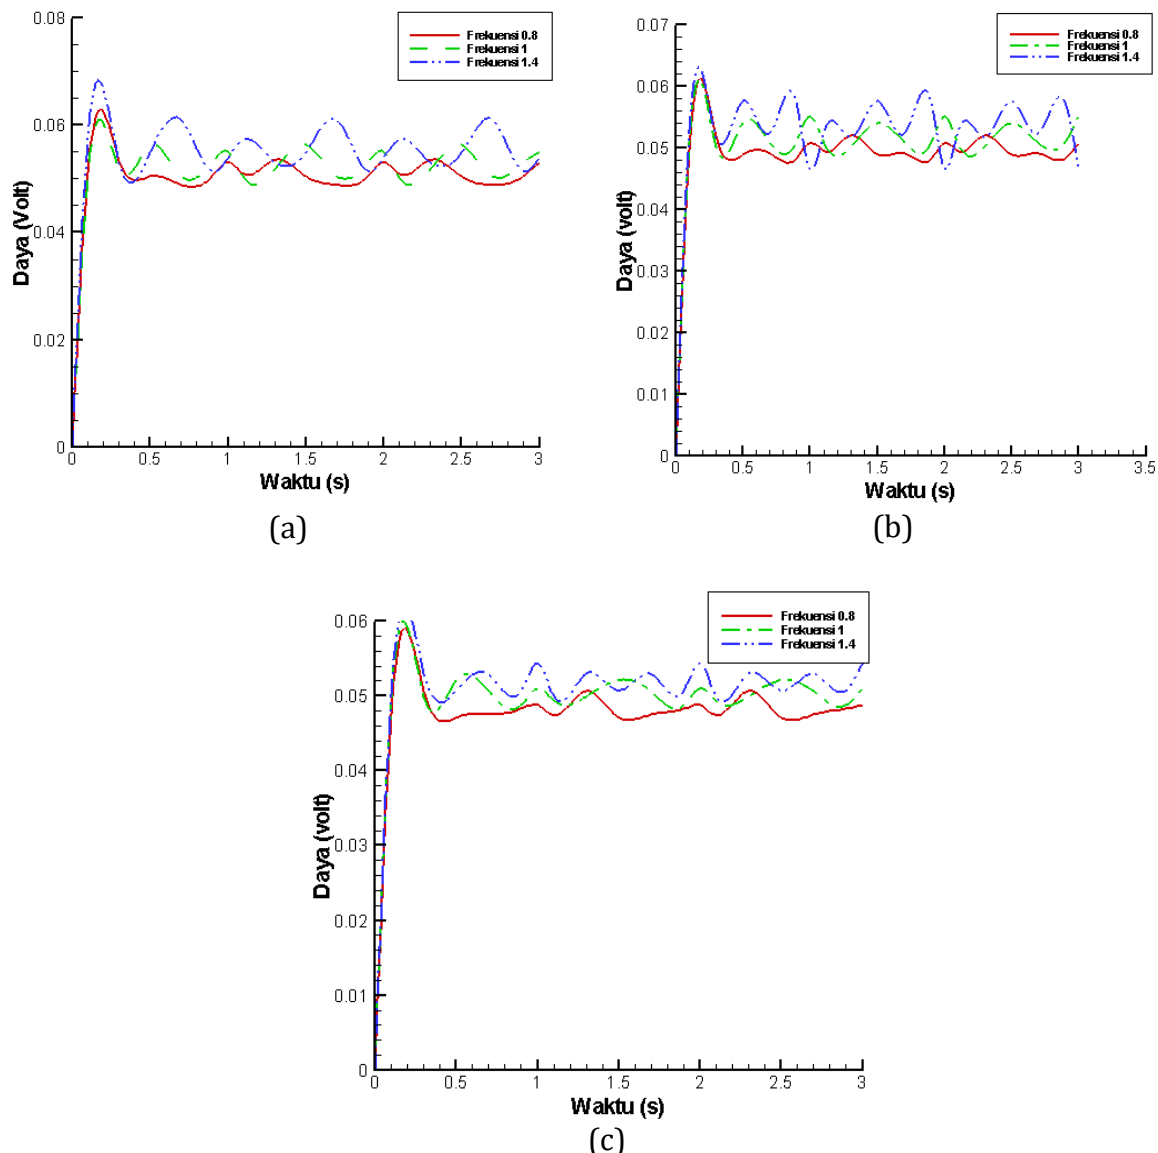 Frekuensi 0.8
Frekuensi 1
Frekuensi 1.4
Daya (Volt)
0.08
0.06
0.04
0.02
0
0 0.5 1 1.5 2 2.5 3
Waktu (s)
(a)
Frekuensi 0.8
Frekuensi 1
Frekuensi 1.4
Daya (volt)
0.07
0.06
0.05
0.04
0.03
0.02
0.01
0
0 0.5 1 1.5 2 2.5 3 3.5
Waktu (s)
(b)
Frekuensi 0.8
Frekuensi 1
Frekuensi 1.4
Daya (volt)
0.06
0.05
0.04
0.03
0.02
0.01
0
0 0.5 1 1.5 2 2.5 3
Waktu (s)
(c)